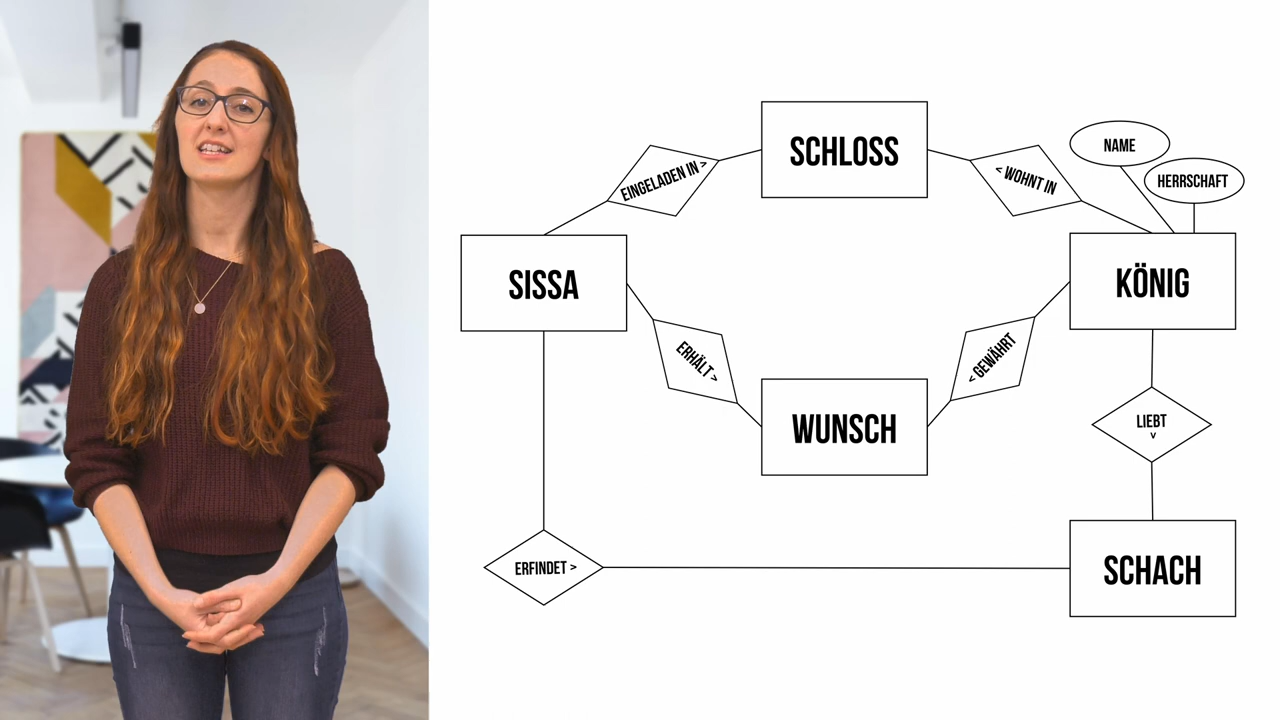 SCHLOSS
EINGELADEN IN >
< WOHNT IN
NAME
HERRSCHAFT
SISSA
KÖNIG
ERHÄLT >
< GEWÄHRT
WUNSCH
LIEBT
v
ERFINDET >
SCHACH